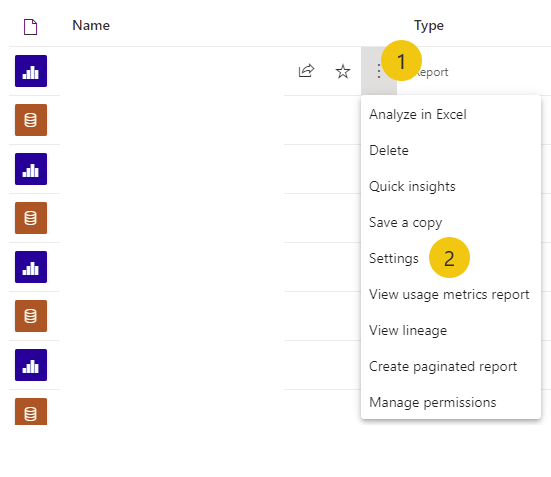 Name Type
1
Report
Analyze in Excel
Delete
Quick insights
Save a copy
Settings 2
View usage metrics report
View lineage
Create paginated report
Manage permissions